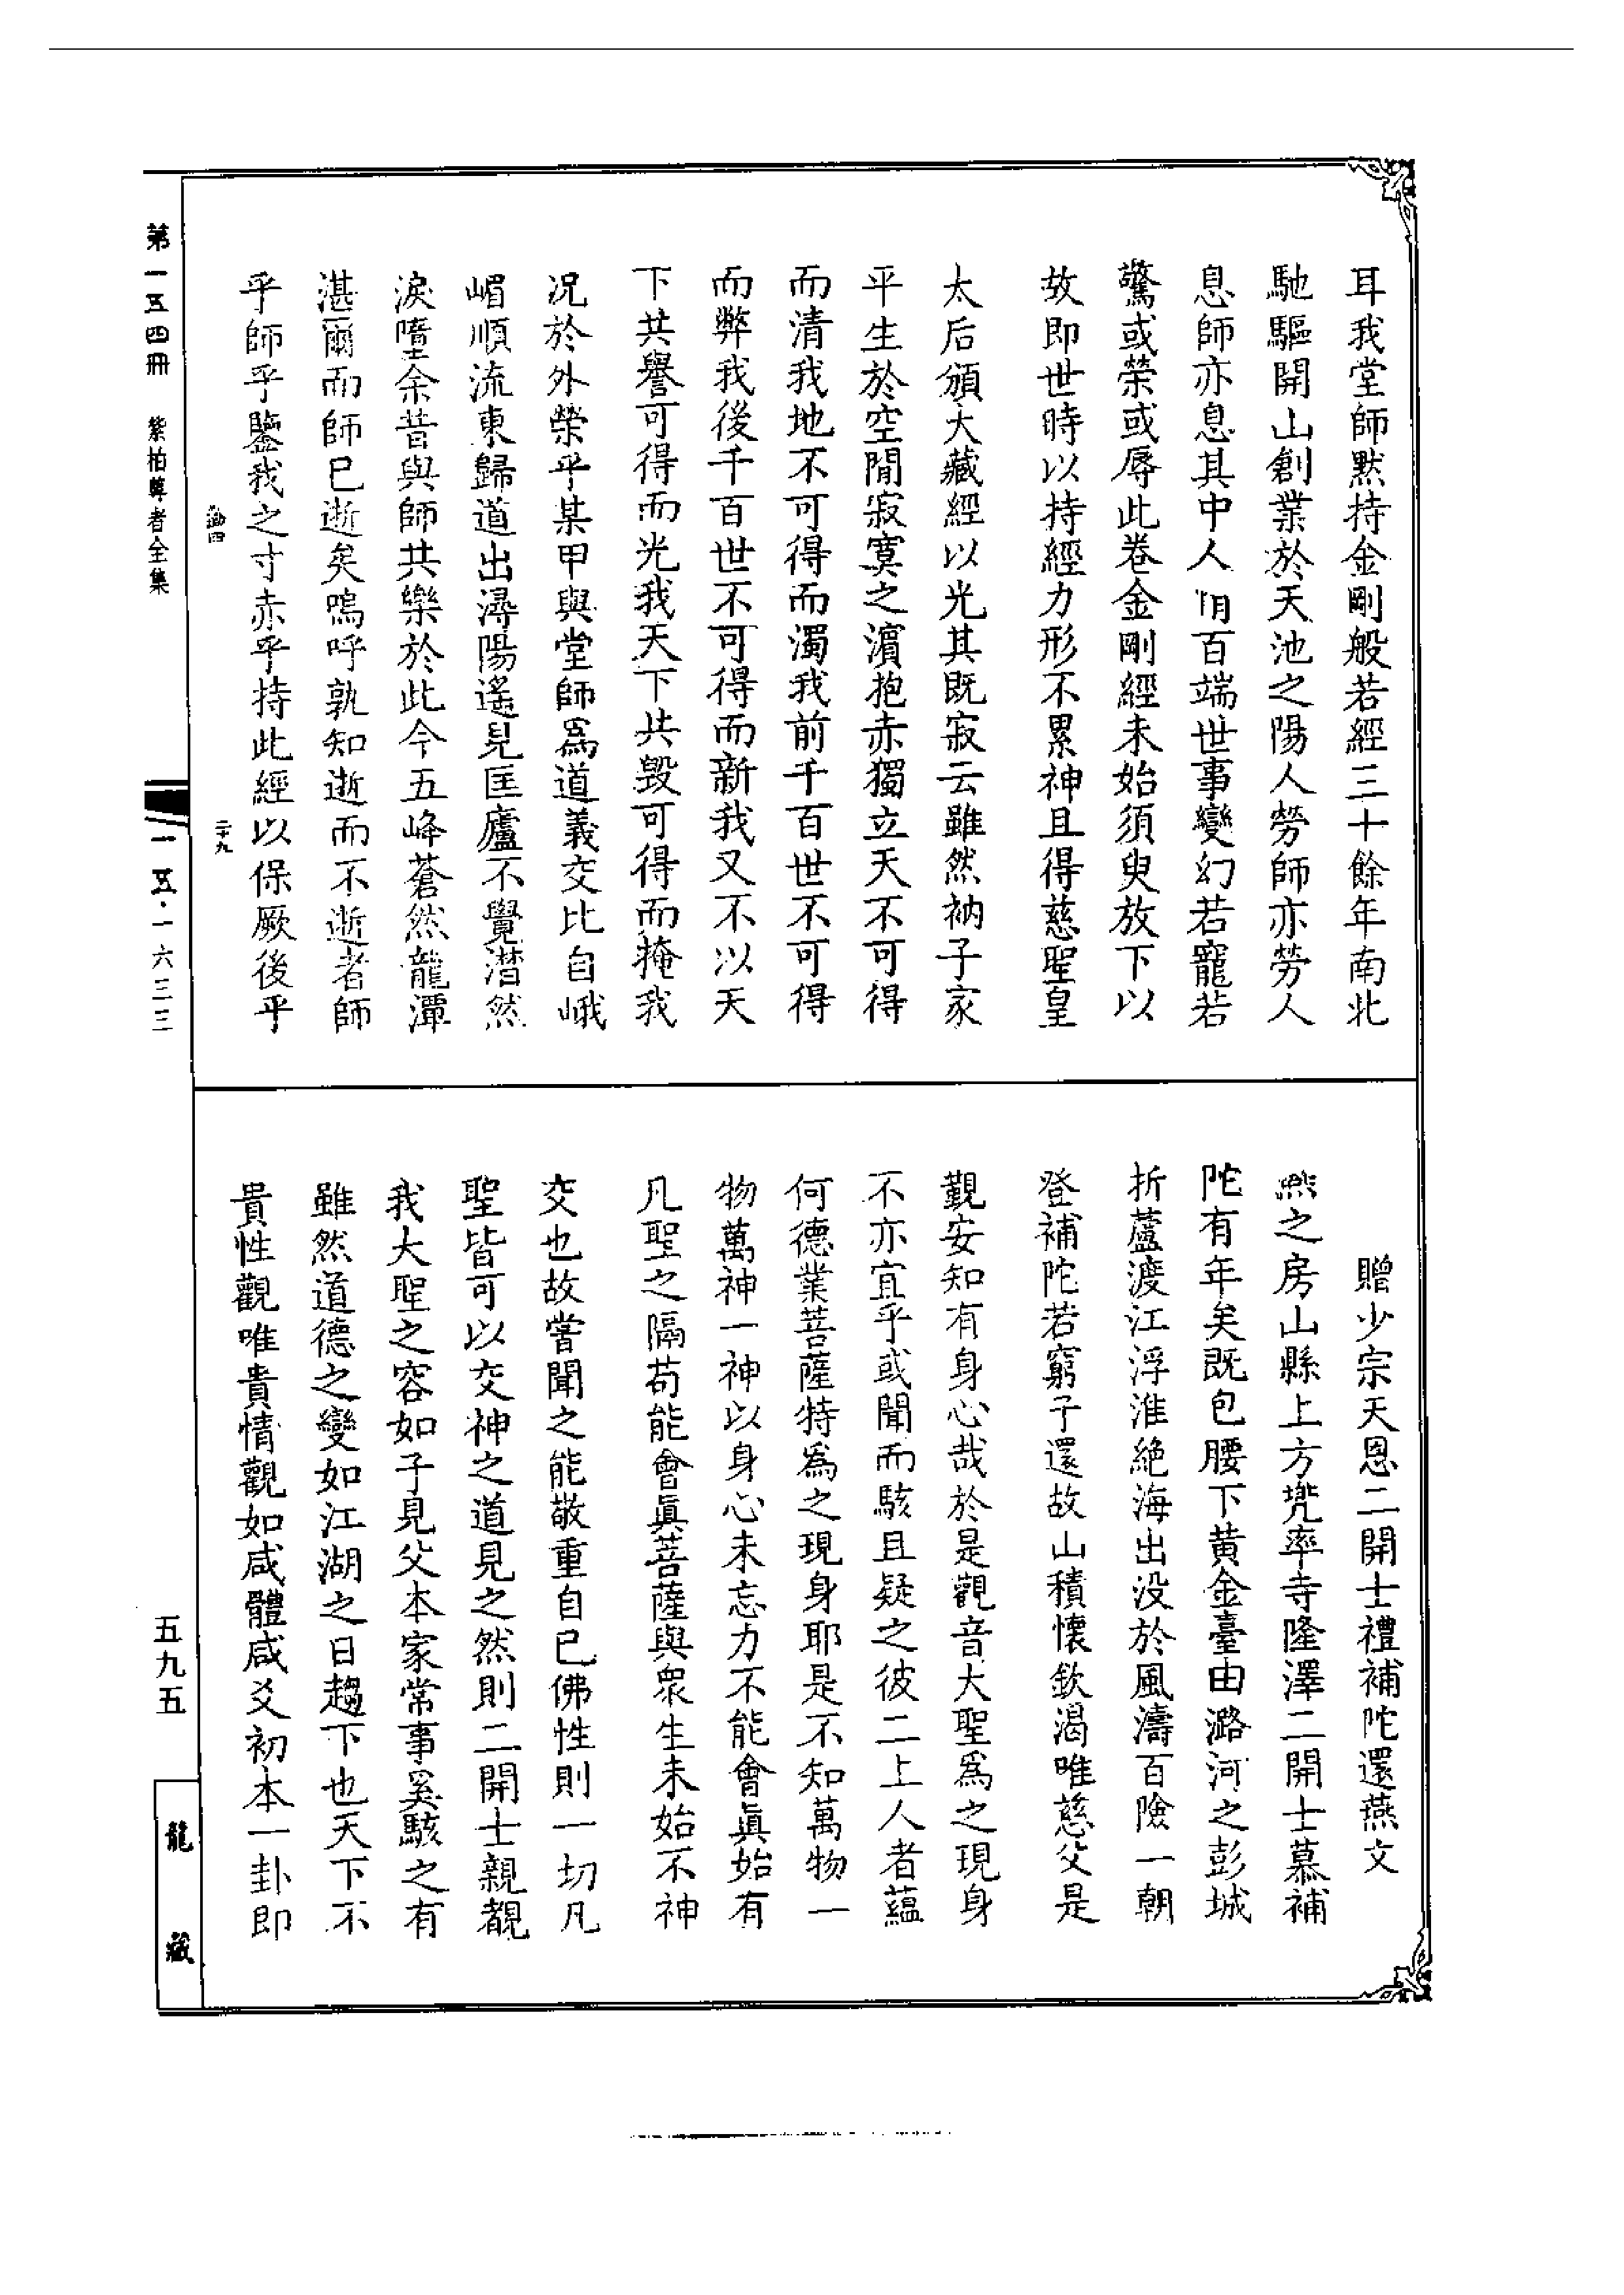 耳我堂師默持金剛般若經三十餘年南北
馳驅開山創業於天池之陽人勞師亦勞人
息師亦息其中人閒百端世事變幻若寵若
驚或榮或辱此卷金剛經未始須臾放下以
故即世時以持經力形不累神且得慈聖皇
太后頒大藏經以光其既寂云雖然衲子家
平生於空閒寂寞之濵抱赤獨立天不可得
而清我地不可得而濁我前千百世不可得
而弊我後千百世不可得而新我又不以天
下共譽可得而光我天下共毀可得而掩我
况於外榮乎某甲與堂師爲道義交比自峨
嵋順流東歸道出潯陽遙見匡廬不覺潸然
淚墮余昔與師共樂於此今五峰蒼然龍潭
湛爾而師已逝矣嗚呼孰知逝而不逝者師
乎師乎鑒我之寸赤乎持此經以保厥後乎
二十九
第一五四冊 紫柏尊者全集
一五·一六三三
贈少宗天恩二開士禮補陀還燕文
燕之房山縣上方兠率寺隆澤二開士慕補
陀有年矣既包腰下黄金臺由潞河之彭城
折蘆渡江浮淮絕海出没於風濤百險一朝
登補陀若窮子還故山積懷欽渴唯慈父是
覲安知有身心哉於是觀音大聖爲之現身
不亦宜乎或聞而駭且疑之彼二上人者蘊
何德業菩薩特爲之現身耶是不知萬物一
物萬神一神以身心未忘力不能會眞始有
凡聖之隔苟能會眞菩薩與衆生未始不神
交也故嘗聞之能敬重自已佛性則一切凡
聖皆可以交神之道見之然則二開士親覩
我大聖之容如子見父本家常事奚駭之有
雖然道德之變如江湖之日趨下也天下不
貴性觀唯貴情觀如咸體咸爻初本一卦即
五九五
龍藏